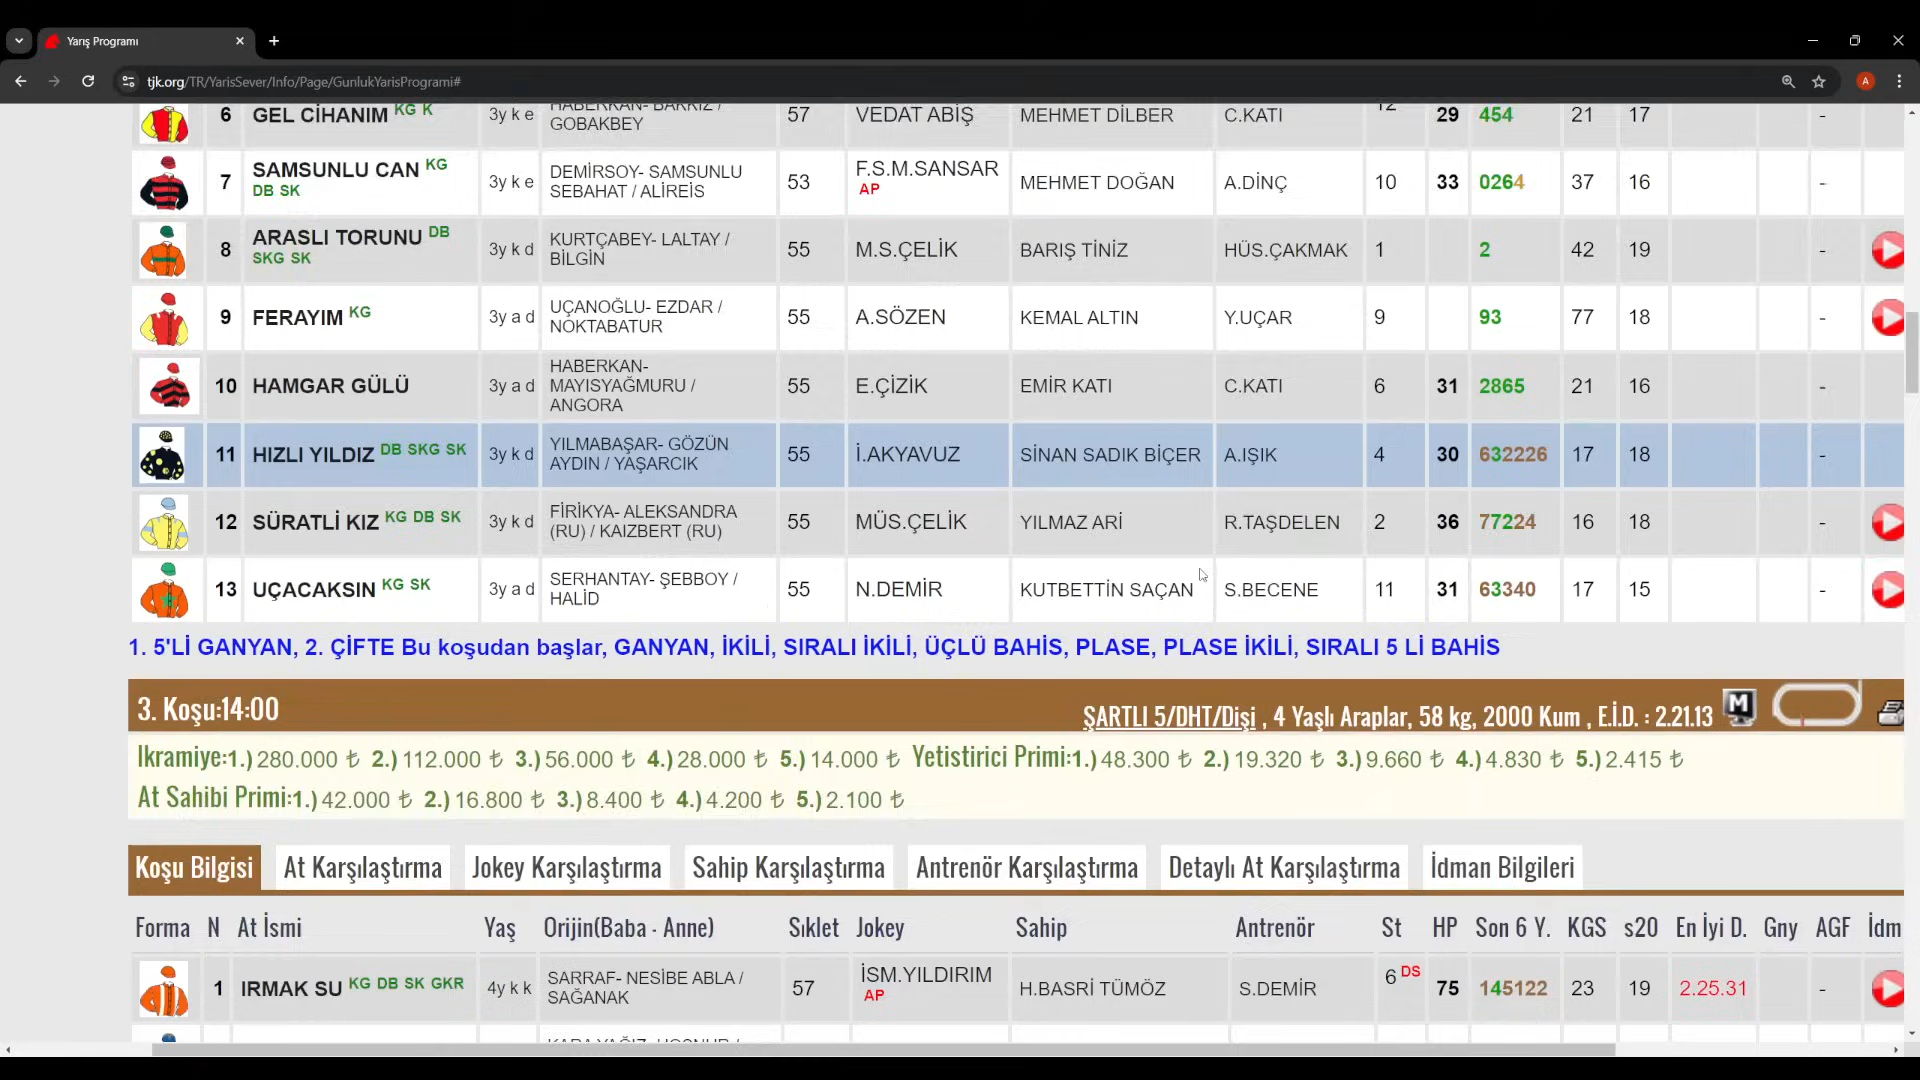 Yarış Programı
tjk.org/TR/YarisSever/Info/Page/GunlukYarisProgrami#
A
6 GEL CİHANIM KG K 3y k e HABERKAN- BARKIZ / GOBAKBEY 57 VEDAT ABİŞ MEHMET DİLBER C.KATI 12 29 454 21 17 -
7 SAMSUNLU CAN KG DB SK 3y k e DEMİRSOY- SAMSUNLU SEBAHAT / ALİREİS 53 F.S.M.SANSAR AP MEHMET DOĞAN A.DİNÇ 10 33 0264 37 16 -
8 ARASLI TORUNU DB SKG SK 3y k d KURTÇABEY- LALTAY / BİLGİN 55 M.S.ÇELİK BARIŞ TİNİZ HÜS.ÇAKMAK 1 2 42 19 -
9 FERAYIM KG 3y a d UÇANOĞLU- EZDAR / NOKTABATUR 55 A.SÖZEN KEMAL ALTIN Y.UÇAR 9 93 77 18 -
10 HAMGAR GÜLÜ 3y a d HABERKAN- MAYISYAĞMURU / ANGORA 55 E.ÇİZİK EMİR KATI C.KATI 6 31 2865 21 16 -
11 HIZLI YILDIZ DB SKG SK 3y k d YILMABAŞAR- GÖZÜN AYDIN / YAŞARCIK 55 İ.AKYAVUZ SİNAN SADIK BİÇER A.IŞIK 4 30 632226 17 18 -
12 SÜRATLİ KIZ KG DB SK 3y k d FİRİKYA- ALEKSANDRA (RU) / KAIZBERT (RU) 55 MÜS.ÇELİK YILMAZ ARİ R.TAŞDELEN 2 36 77224 16 18 -
13 UÇACAKSIN KG SK 3y a d SERHANTAY- ŞEBBOY / HALİD 55 N.DEMİR KUTBETTİN SAÇAN S.BECENE 11 31 63340 17 15 -
1. 5'Lİ GANYAN, 2. ÇİFTE Bu koşudan başlar, GANYAN, İKİLİ, SIRALI İKİLİ, ÜÇLÜ BAHİS, PLASE, PLASE İKİLİ, SIRALI 5 Lİ BAHİS
3. Koşu:14:00 ŞARTLI 5/DHT/Dişi , 4 Yaşlı Araplar, 58 kg, 2000 Kum , E.İ.D. : 2.21.13 M
Ikramiye:1.) 280.000 ₺ 2.) 112.000 ₺ 3.) 56.000 ₺ 4.) 28.000 ₺ 5.) 14.000 ₺ Yetistirici Primi:1.) 48.300 ₺ 2.) 19.320 ₺ 3.) 9.660 ₺ 4.) 4.830 ₺ 5.) 2.415 ₺
At Sahibi Primi:1.) 42.000 ₺ 2.) 16.800 ₺ 3.) 8.400 ₺ 4.) 4.200 ₺ 5.) 2.100 ₺
Koşu Bilgisi At Karşılaştırma Jokey Karşılaştırma Sahip Karşılaştırma Antrenör Karşılaştırma Detaylı At Karşılaştırma İdman Bilgileri
Forma N At İsmi Yaş Orijin(Baba - Anne) Sıklet Jokey Sahip Antrenör St HP Son 6 Y. KGS s20 En İyi D. Gny AGF İdm
1 IRMAK SU KG DB SK GKR 4y k k SARRAF- NESİBE ABLA / SAĞANAK 57 İSM.YILDIRIM AP H.BASRİ TÜMÖZ S.DEMİR 6 DS 75 145122 23 19 2.25.31 -